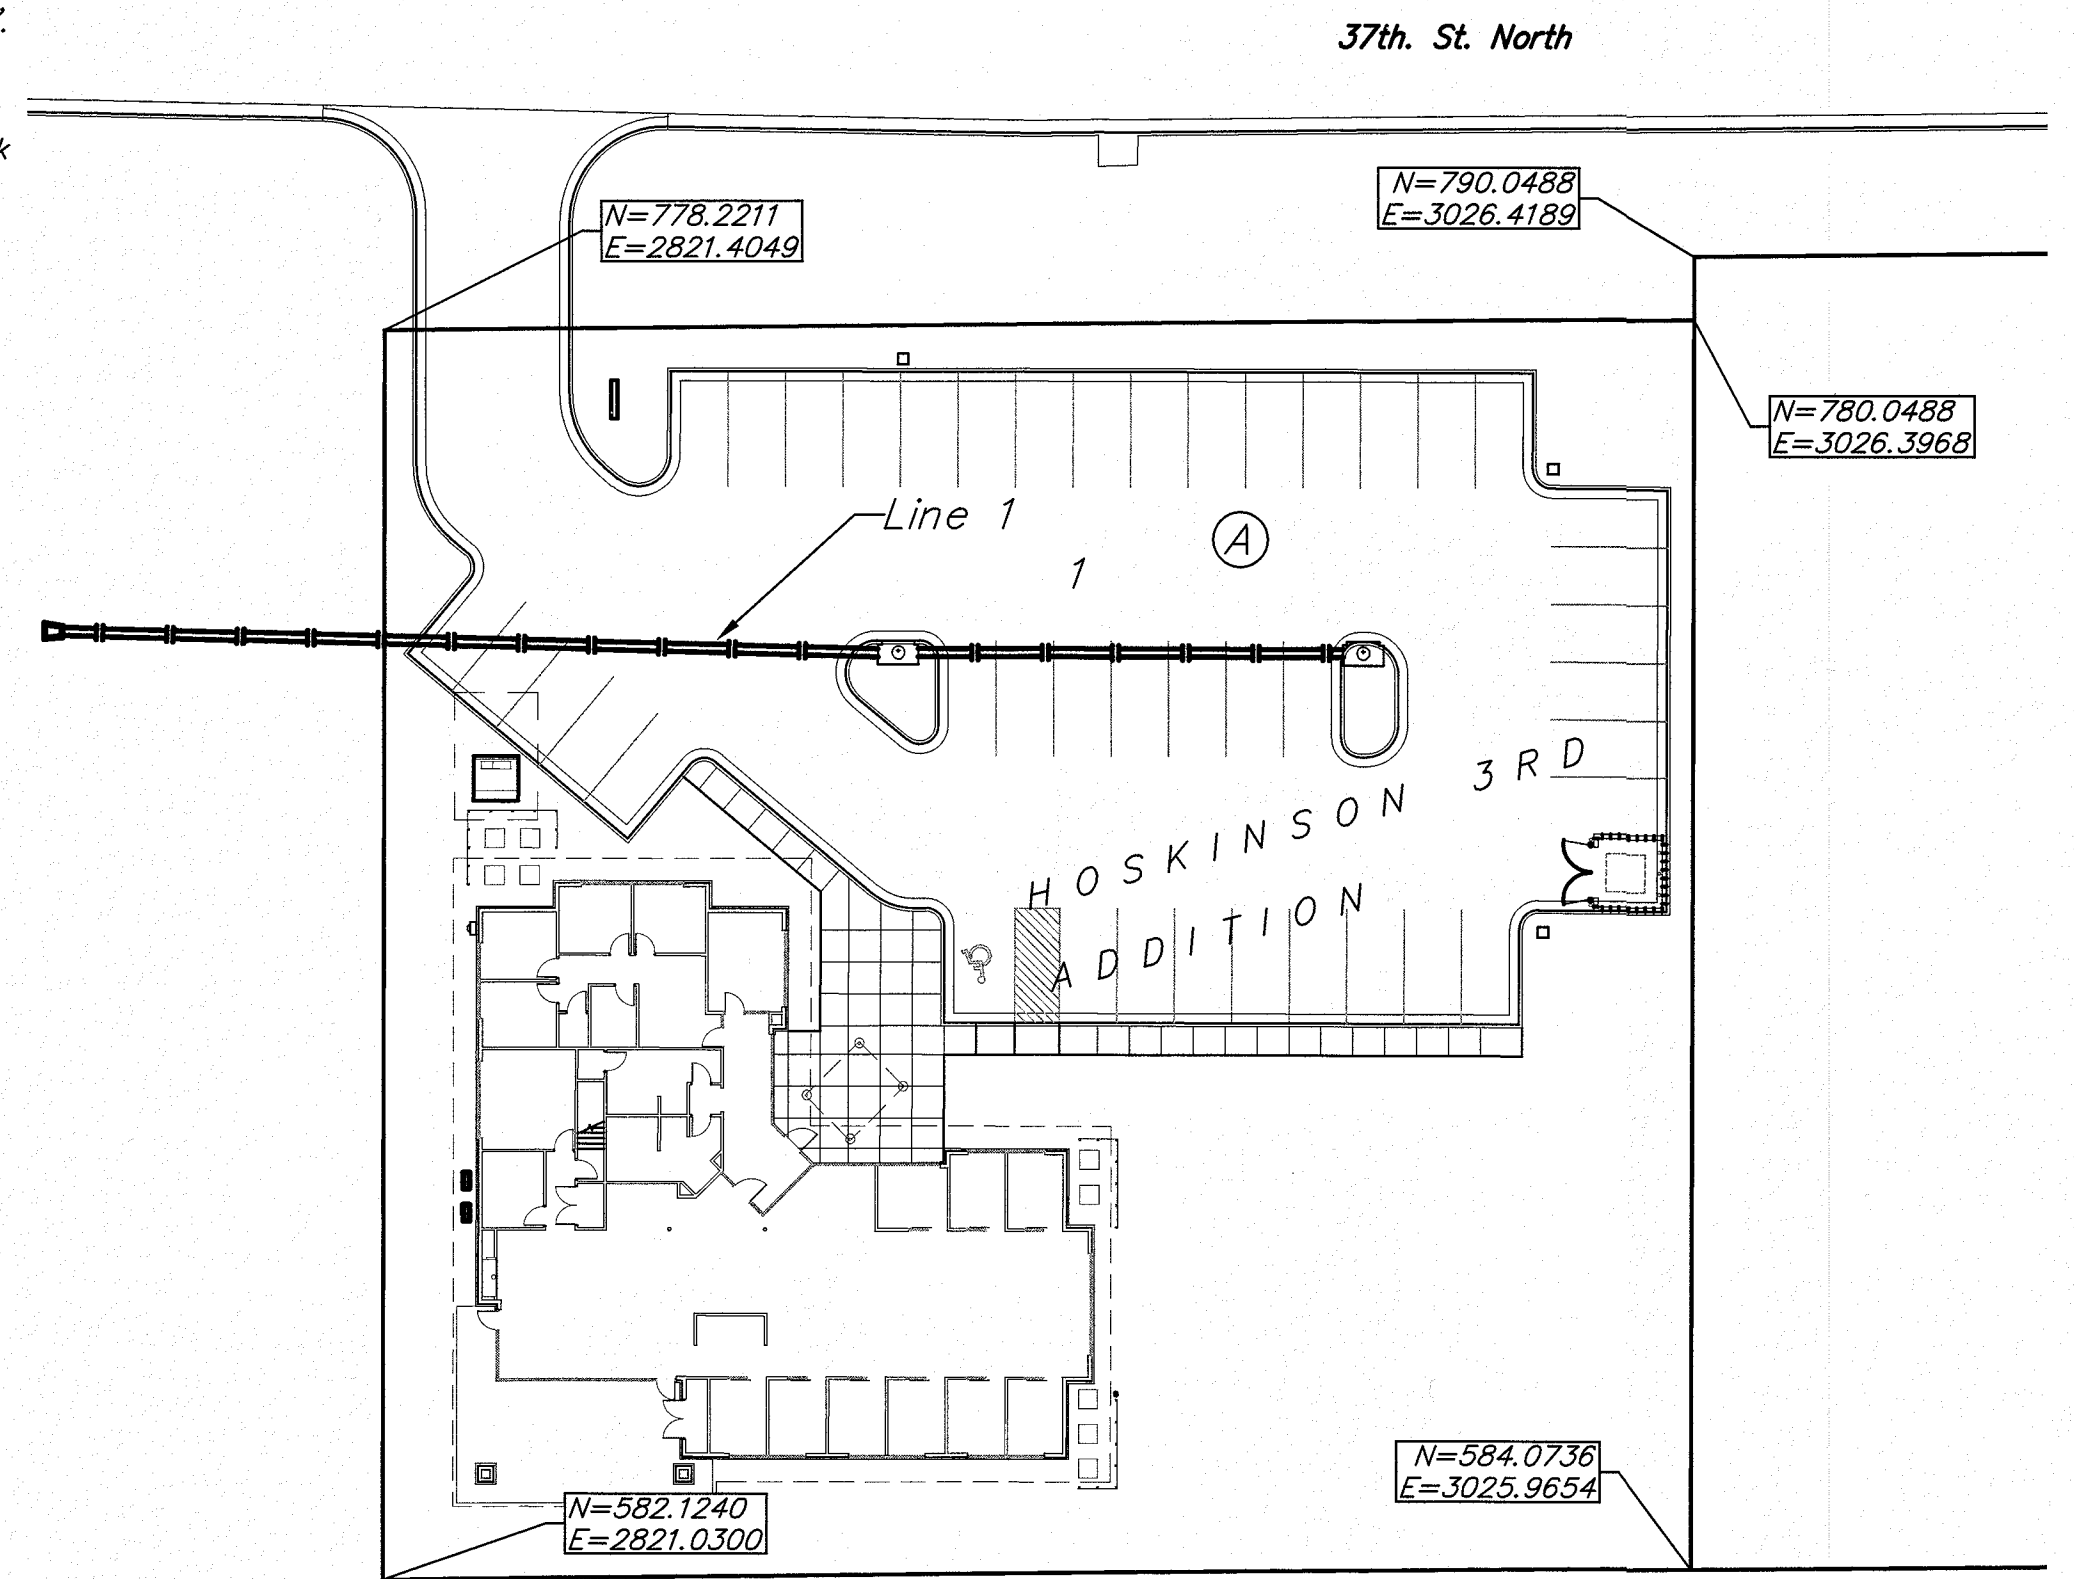 37th. St. North
k
N=790.0488
E=3026.4189
N=778.2211
E=2821.4049
N=780.0488
E=3026.3968
Line 1
A
1
HOSKINSON 3RD
ADDITION
N=584.0736
E=3025.9654
N=582.1240
E=2821.0300